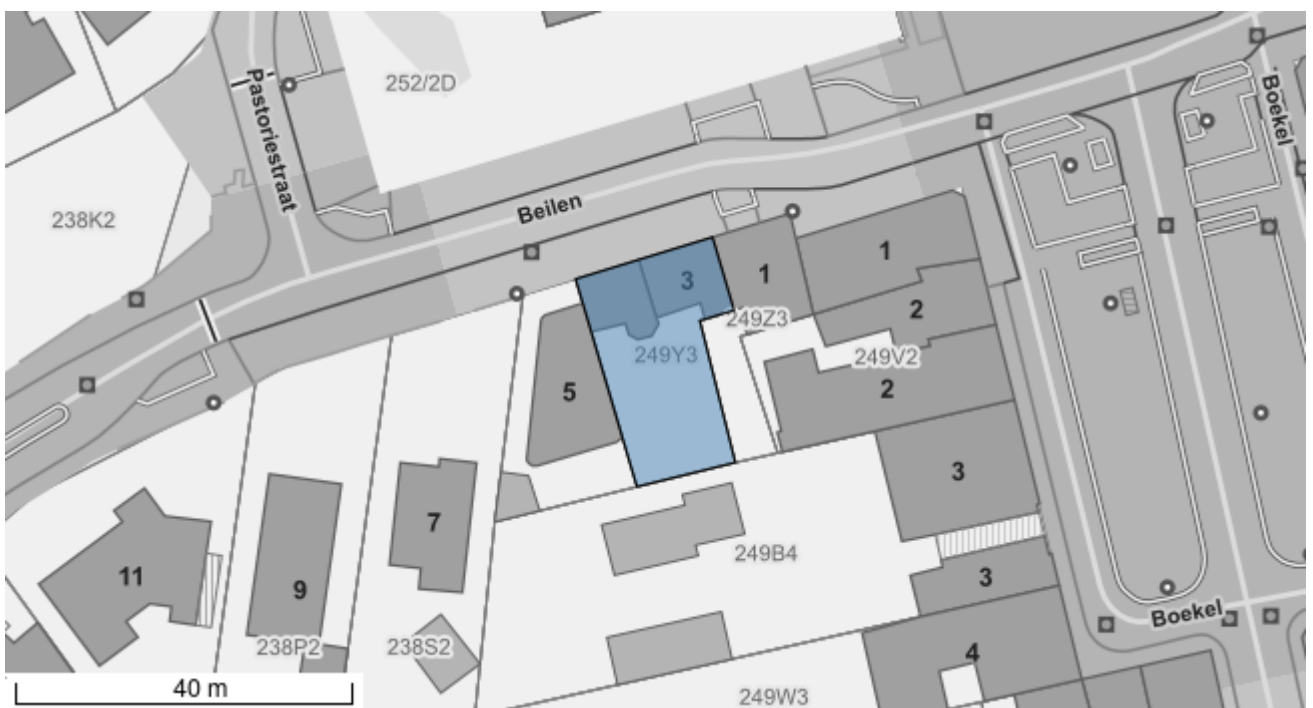 252/2D
Pastoriestraat
Boekel
238K2
Beilen
3
1
1
249Z3
2
249Y3
249V2
5
2
3
7
249B4
11
9
3
238P2
238S2
Boekel
4
40 m
249W3